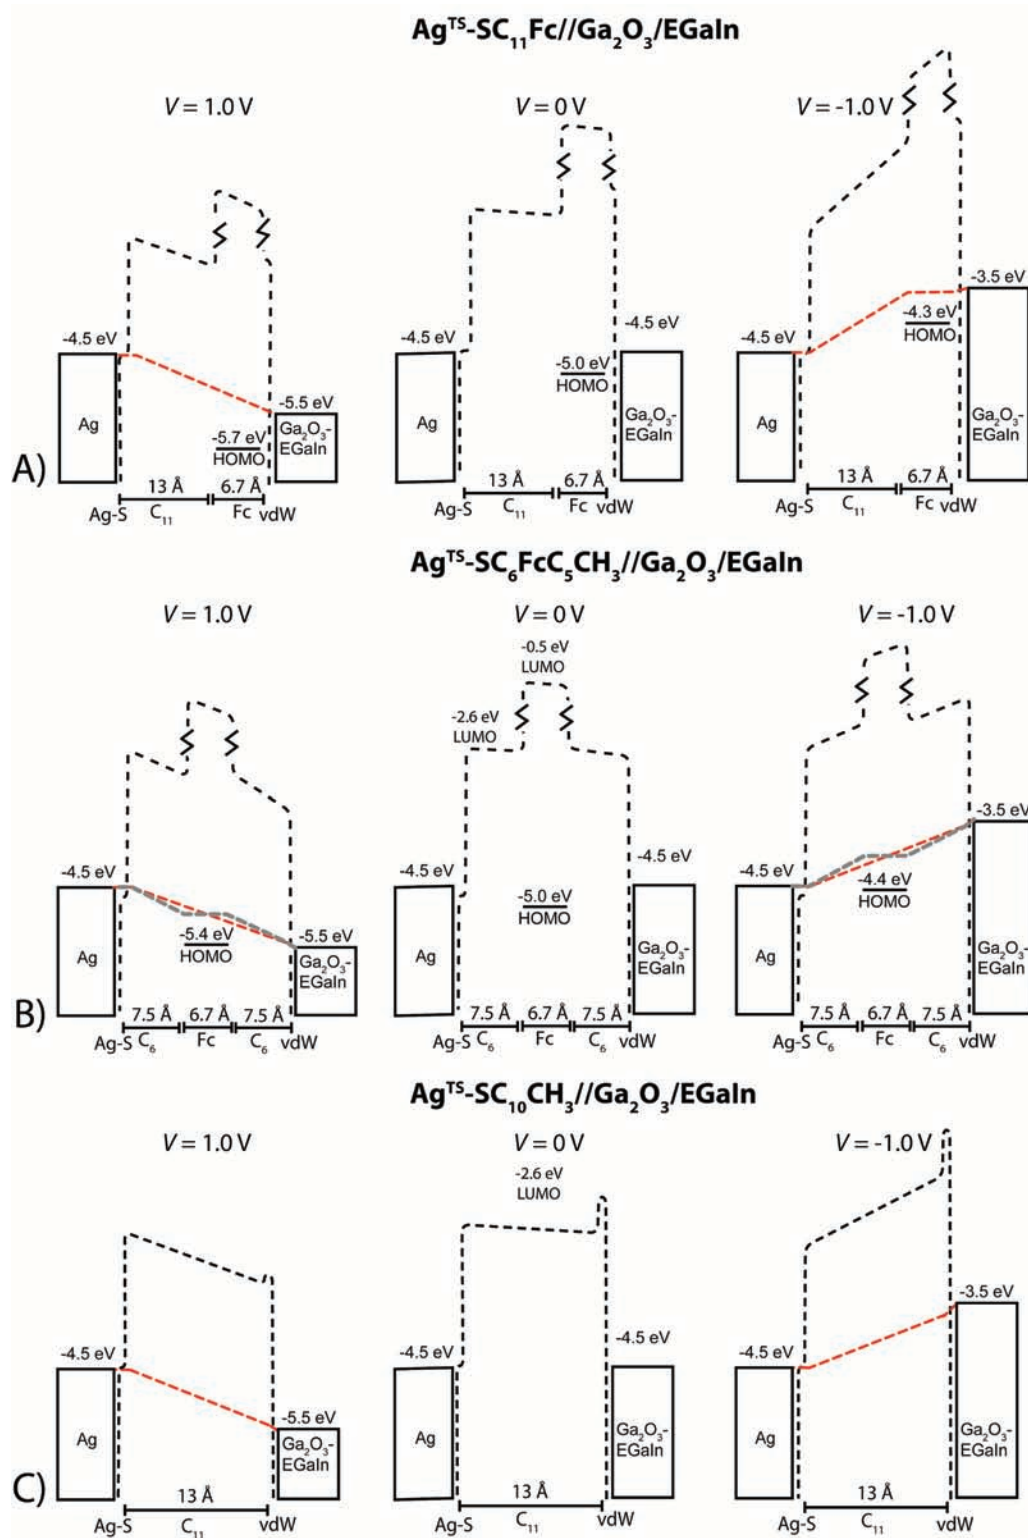 Ag^TS-SC₁₁Fc//Ga₂O₃/EGaIn
V = 1.0 V
V = 0 V
V = -1.0 V
-4.5 eV
Ag
-5.7 eV
HOMO
-5.5 eV
Ga₂O₃-
EGaIn
13 Å
6.7 Å
Ag-S
C₁₁
Fc
vdW
-4.5 eV
Ag
-5.0 eV
HOMO
-4.5 eV
Ga₂O₃-
EGaIn
13 Å
6.7 Å
Ag-S
C₁₁
Fc
vdW
-4.5 eV
Ag
-4.3 eV
HOMO
-3.5 eV
Ga₂O₃-
EGaIn
13 Å
6.7 Å
Ag-S
C₁₁
Fc
vdW
A)
Ag^TS-SC₆FcC₅CH₃//Ga₂O₃/EGaIn
V = 1.0 V
V = 0 V
V = -1.0 V
-4.5 eV
Ag
-5.4 eV
HOMO
-5.5 eV
Ga₂O₃-
EGaIn
7.5 Å
6.7 Å
7.5 Å
Ag-S
C₆
Fc
C₆
vdW
-0.5 eV
LUMO
-2.6 eV
LUMO
-4.5 eV
Ag
-5.0 eV
HOMO
-4.5 eV
Ga₂O₃-
EGaIn
7.5 Å
6.7 Å
7.5 Å
Ag-S
C₆
Fc
C₆
vdW
-4.5 eV
Ag
-4.4 eV
HOMO
-3.5 eV
Ga₂O₃-
EGaIn
7.5 Å
6.7 Å
7.5 Å
Ag-S
C₆
Fc
C₆
vdW
B)
Ag^TS-SC₁₀CH₃//Ga₂O₃/EGaIn
V = 1.0 V
V = 0 V
V = -1.0 V
-4.5 eV
Ag
-5.5 eV
Ga₂O₃-
EGaIn
13 Å
Ag-S
C₁₁
vdW
-2.6 eV
LUMO
-4.5 eV
Ag
-4.5 eV
Ga₂O₃-
EGaIn
13 Å
Ag-S
C₁₁
vdW
-4.5 eV
Ag
-3.5 eV
Ga₂O₃-
EGaIn
13 Å
Ag-S
C₁₁
vdW
C)